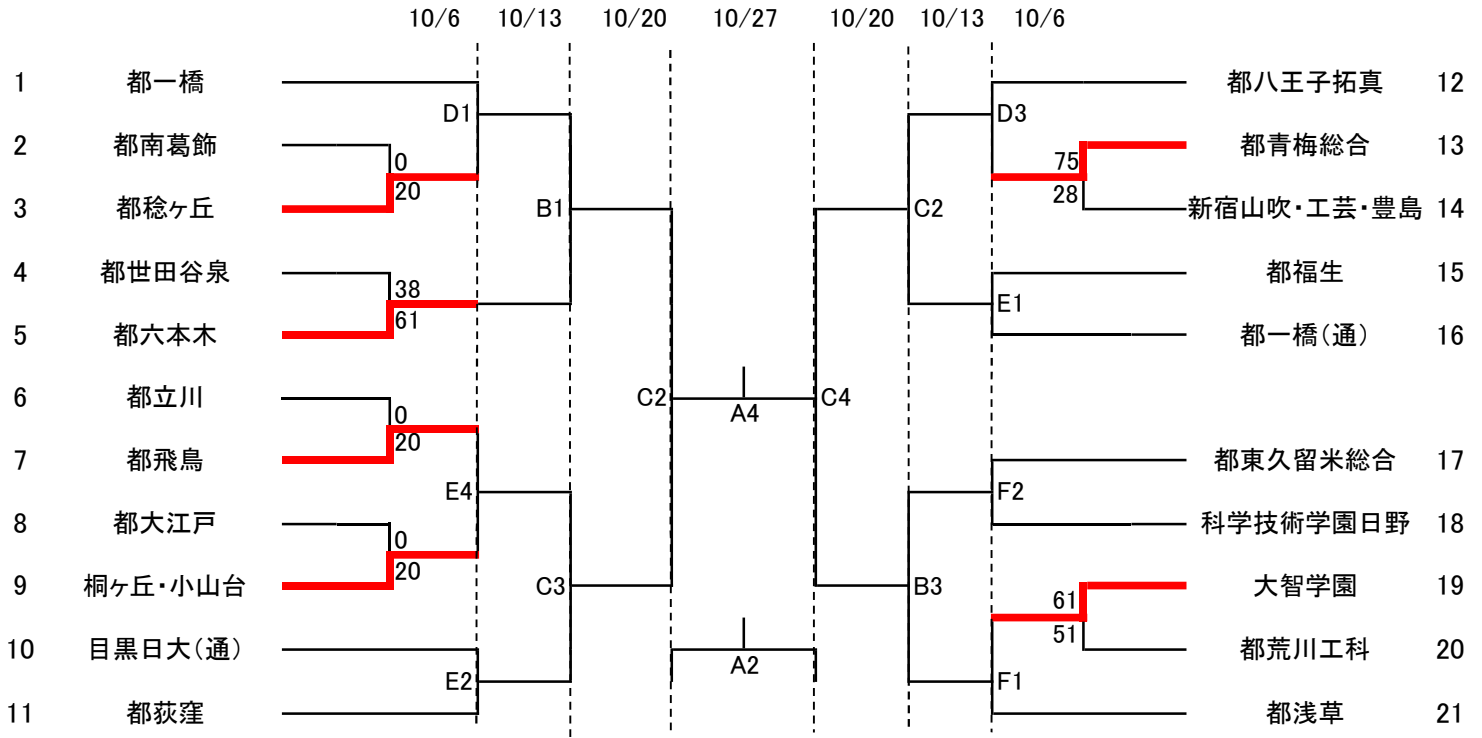 10/6 10/13 10/20 10/27 10/20 10/13 10/6
1 都一橋 都八王子拓真 12
D1 D3
2 都南葛飾 都青梅総合 13
0 75
20 28
3 都稔ヶ丘 B1 C2 新宿山吹・工芸・豊島 14
4 都世田谷泉 都福生 15
38 E1
61
5 都六本木 都一橋(通) 16
6 都立川 C2 C4
0 A4
20
7 都飛鳥 都東久留米総合 17
E4 F2
8 都大江戸 科学技術学園日野 18
0
20
9 桐ヶ丘・小山台 C3 B3 大智学園 19
61
51
10 目黒日大(通) 都荒川工科 20
A2
E2 F1
11 都荻窪 都浅草 21